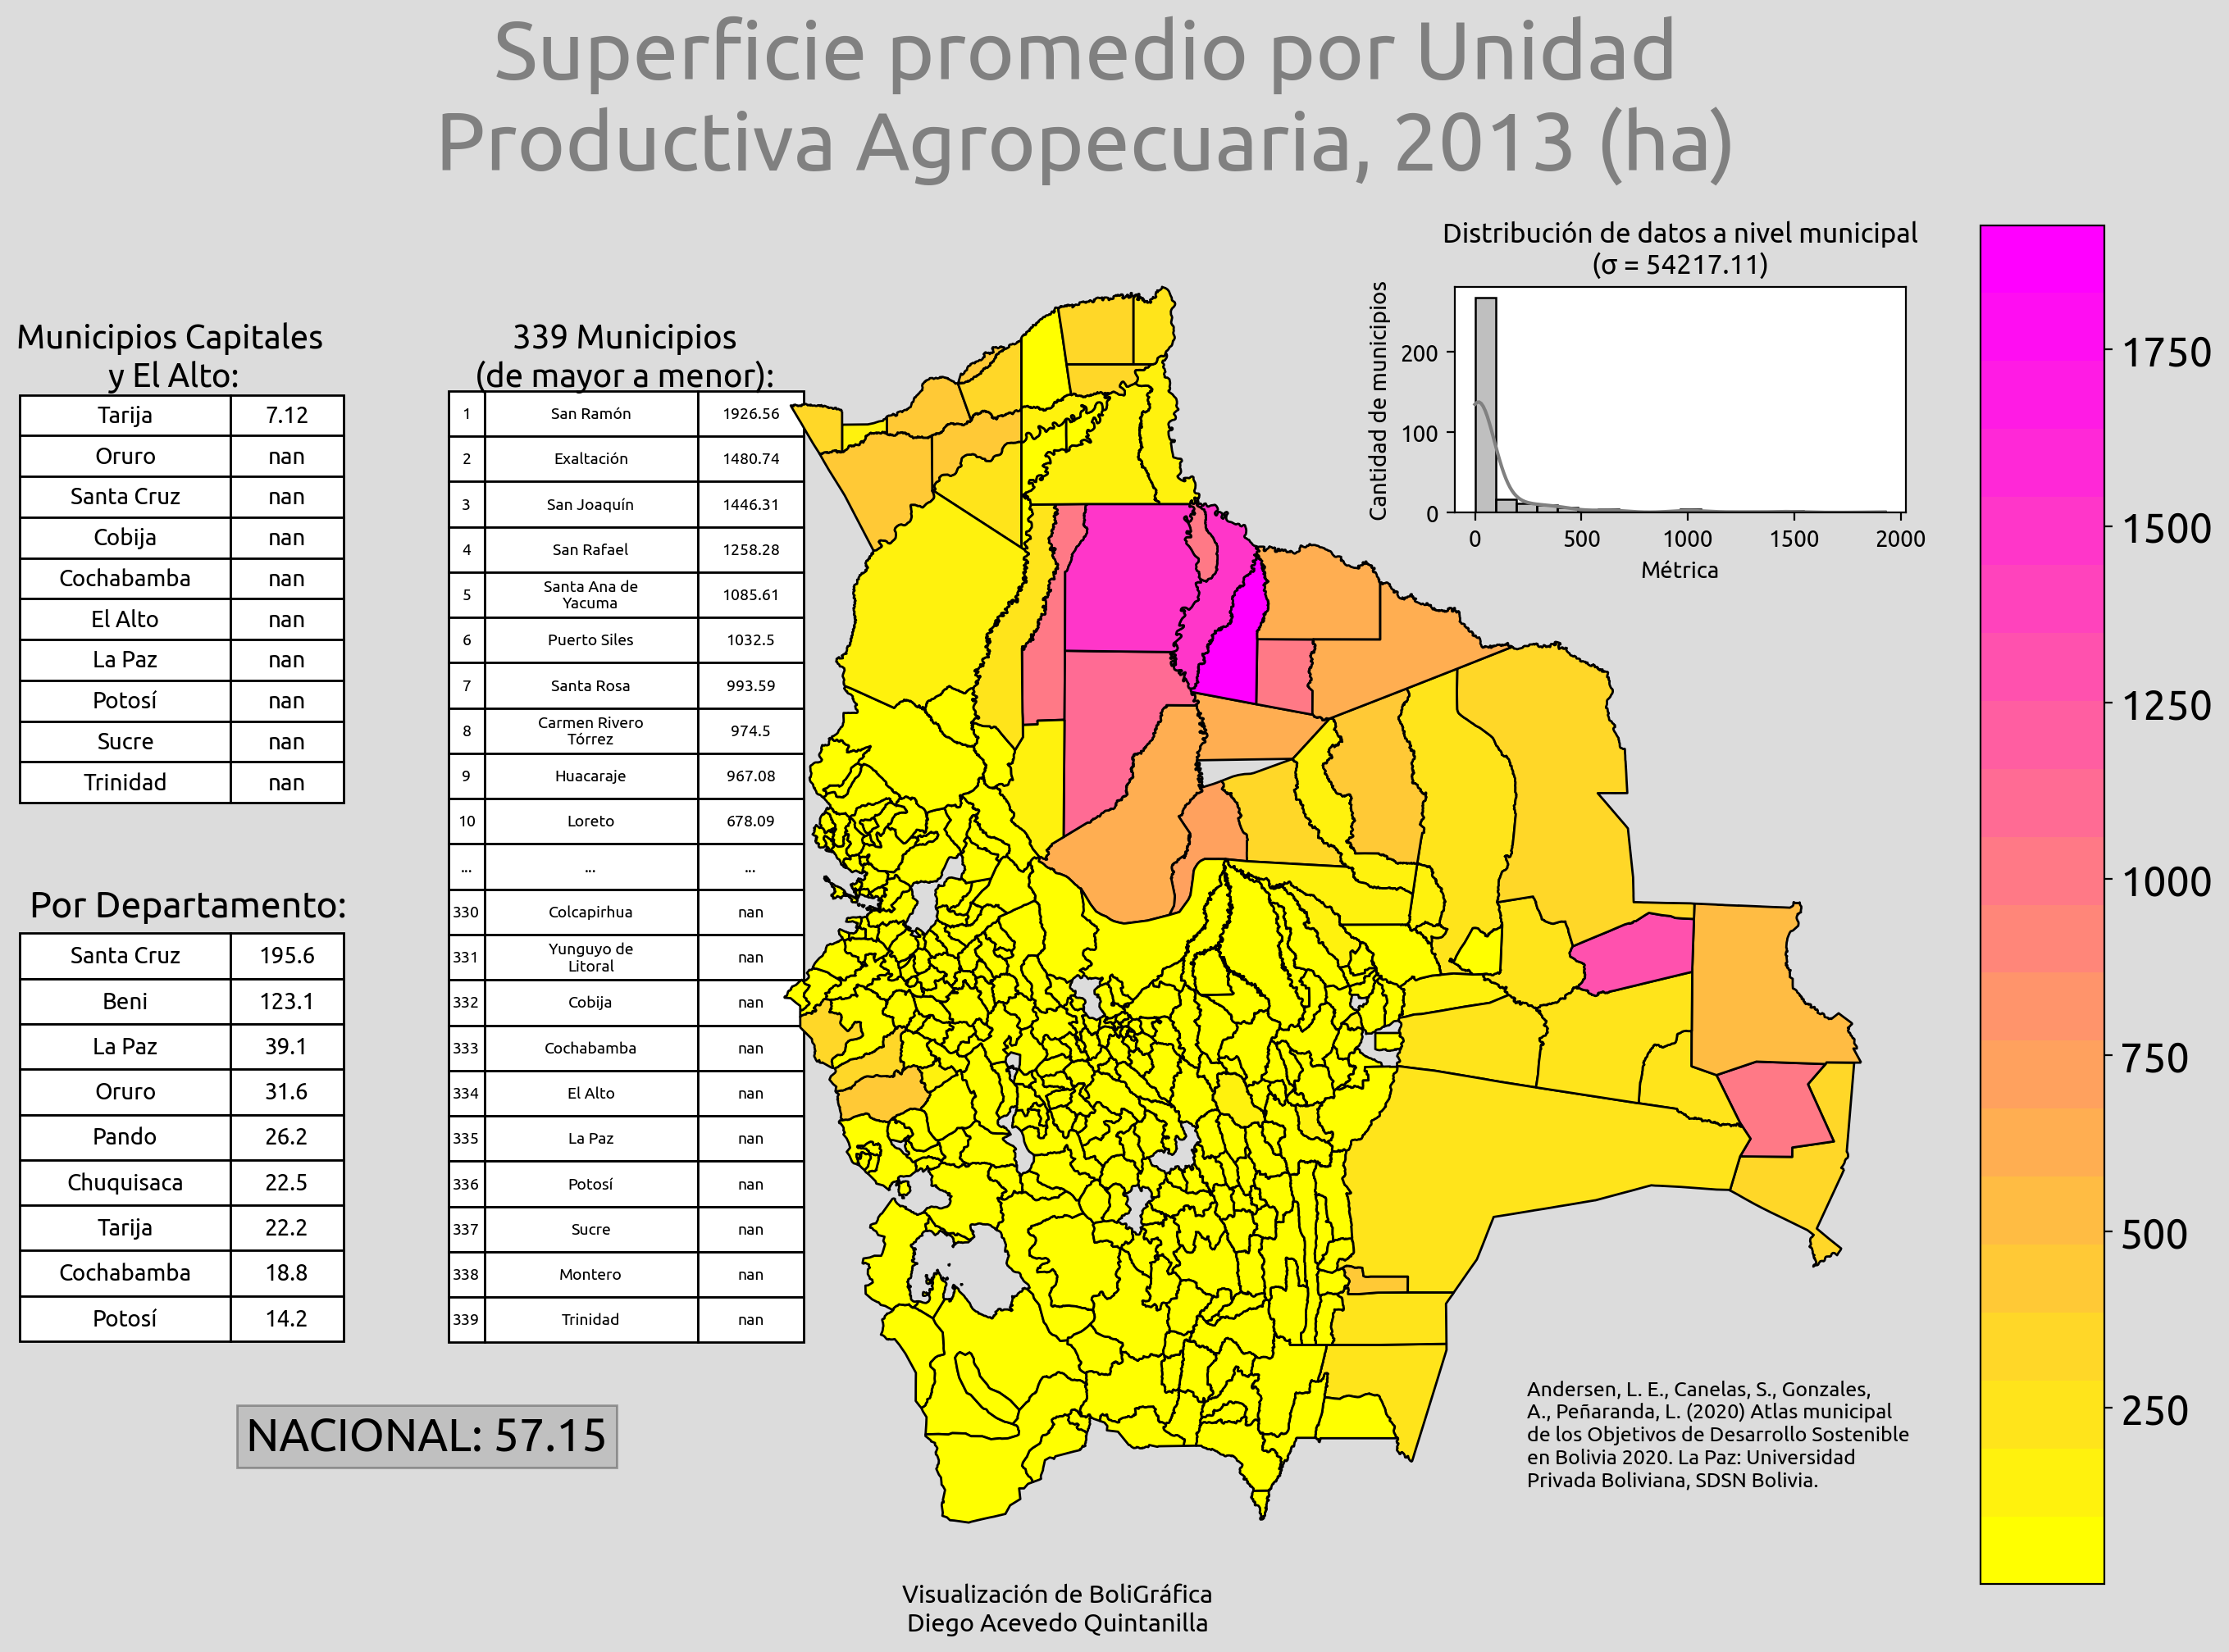 Superficie promedio por Unidad
Productiva Agropecuaria, 2013 (ha)
Municipios Capitales
y El Alto:
Tarija 7.12
Oruro nan
Santa Cruz nan
Cobija nan
Cochabamba nan
El Alto nan
La Paz nan
Potosí nan
Sucre nan
Trinidad nan
Por Departamento:
Santa Cruz 195.6
Beni 123.1
La Paz 39.1
Oruro 31.6
Pando 26.2
Chuquisaca 22.5
Tarija 22.2
Cochabamba 18.8
Potosí 14.2
NACIONAL: 57.15
339 Municipios
(de mayor a menor):
1 San Ramón 1926.56
2 Exaltación 1480.74
3 San Joaquín 1446.31
4 San Rafael 1258.28
5 Santa Ana de
Yacuma 1085.61
6 Puerto Siles 1032.5
7 Santa Rosa 993.59
8 Carmen Rivero
Tórrez 974.5
9 Huacaraje 967.08
10 Loreto 678.09
... ... ...
330 Colcapirhua nan
331 Yunguyo de
Litoral nan
332 Cobija nan
333 Cochabamba nan
334 El Alto nan
335 La Paz nan
336 Potosí nan
337 Sucre nan
338 Montero nan
339 Trinidad nan
Distribución de datos a nivel municipal
(σ = 54217.11)
Cantidad de municipios
200
100
0
0 500 1000 1500 2000
Métrica
1750
1500
1250
1000
750
500
250
Andersen, L. E., Canelas, S., Gonzales,
A., Peñaranda, L. (2020) Atlas municipal
de los Objetivos de Desarrollo Sostenible
en Bolivia 2020. La Paz: Universidad
Privada Boliviana, SDSN Bolivia.
Visualización de BoliGráfica
Diego Acevedo Quintanilla